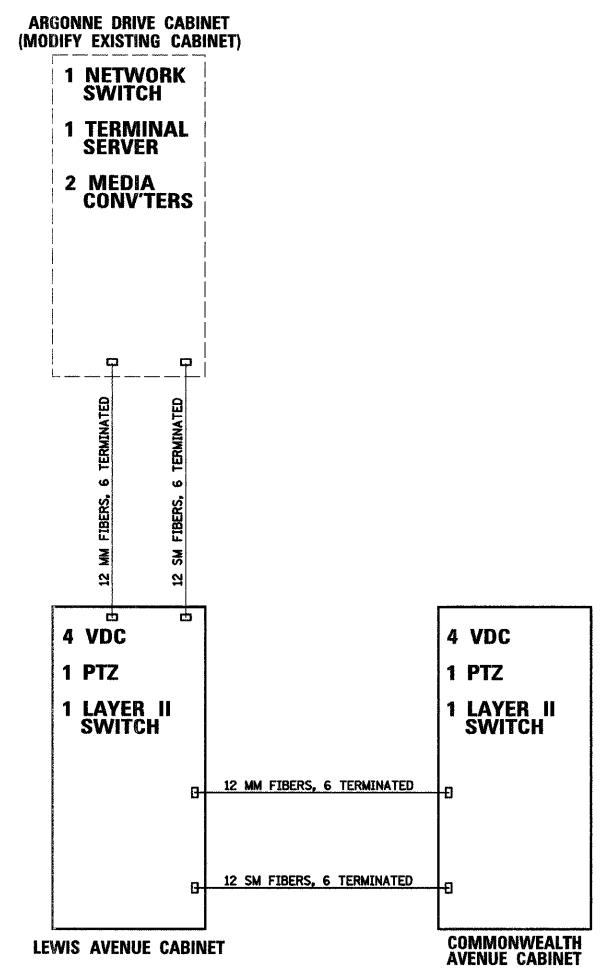 ARGONNE DRIVE CABINET
(MODIFY EXISTING CABINET)
1 NETWORK
SWITCH
1 TERMINAL
SERVER
2 MEDIA
CONV'TERS
12 MM FIBERS, 6 TERMINATED
12 SM FIBERS, 6 TERMINATED
4 VDC
1 PTZ
1 LAYER II
SWITCH
4 VDC
1 PTZ
1 LAYER II
SWITCH
12 MM FIBERS, 6 TERMINATED
12 SM FIBERS, 6 TERMINATED
LEWIS AVENUE CABINET
COMMONWEALTH
AVENUE CABINET